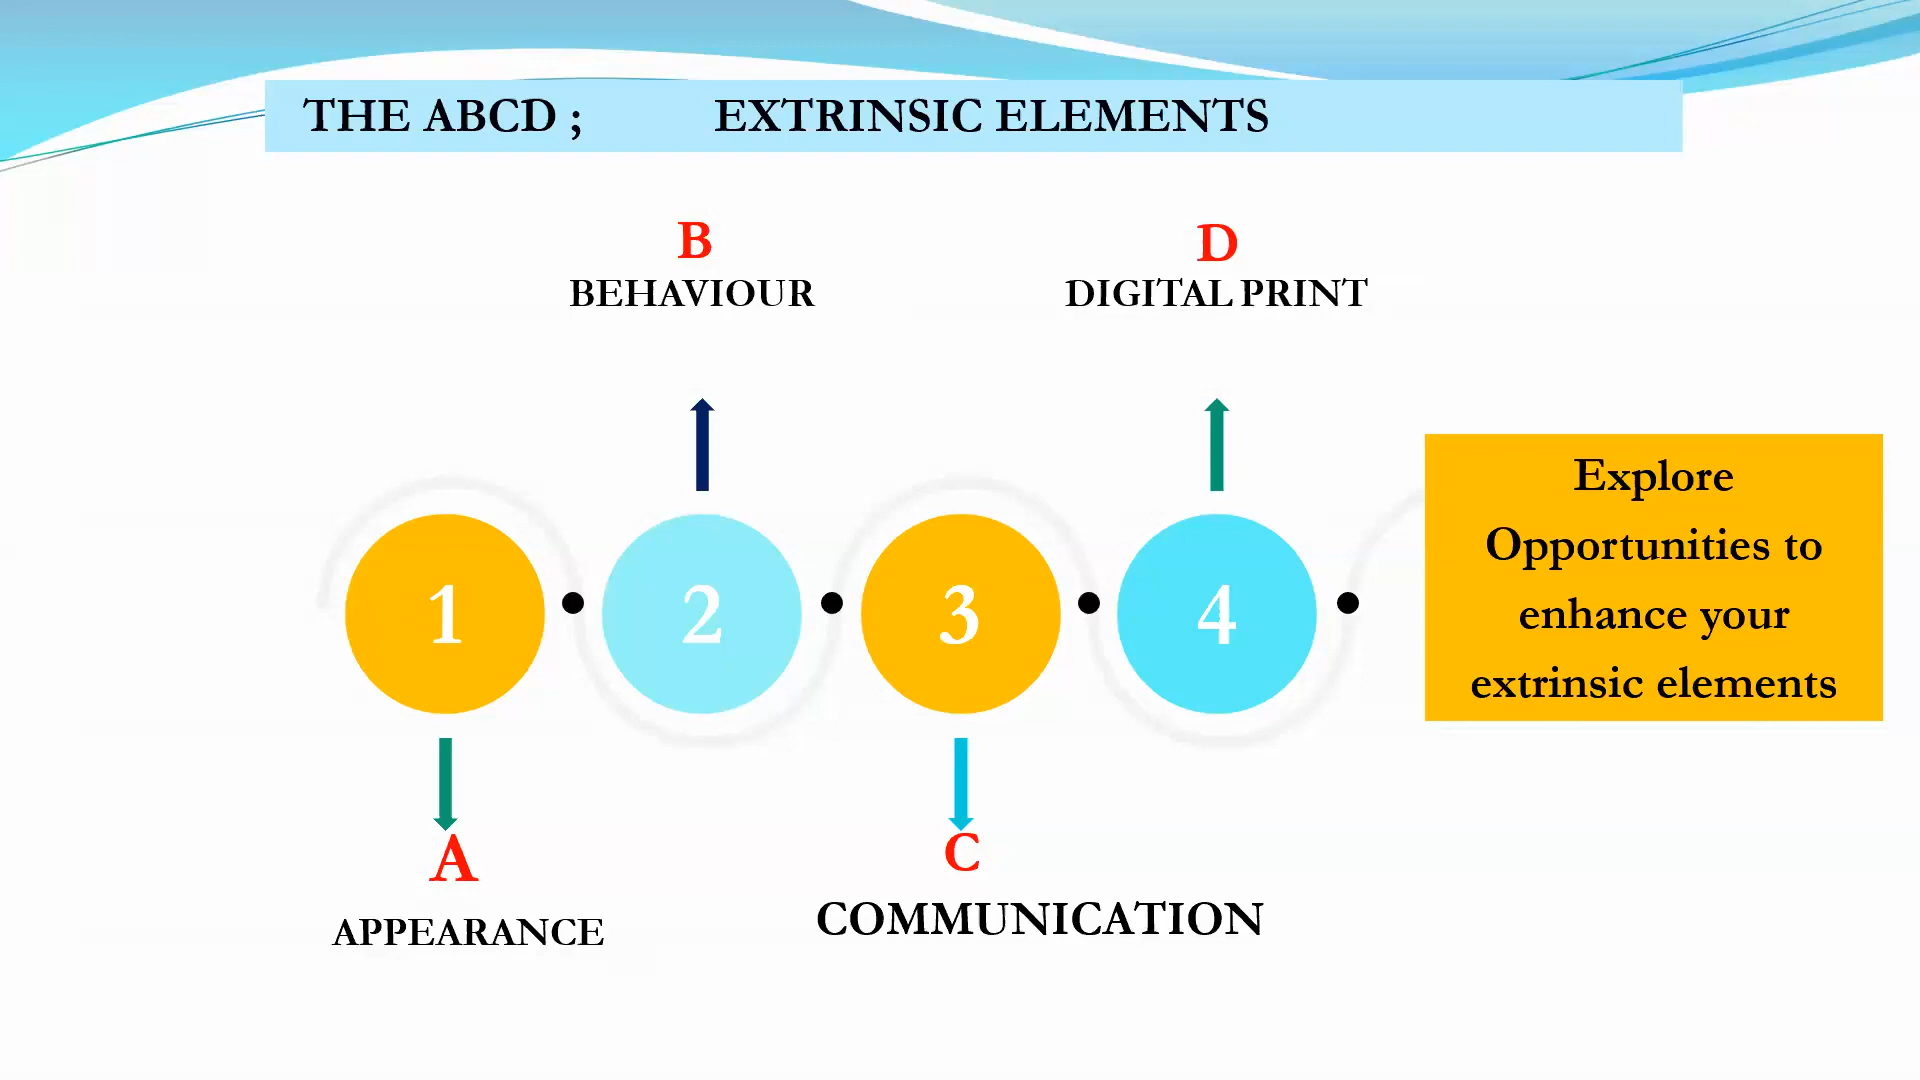 THE ABCD ; EXTRINSIC ELEMENTS
B
BEHAVIOUR
D
DIGITAL PRINT
1
2
3
4
Explore
Opportunities to
enhance your
extrinsic elements
A
APPEARANCE
C
COMMUNICATION